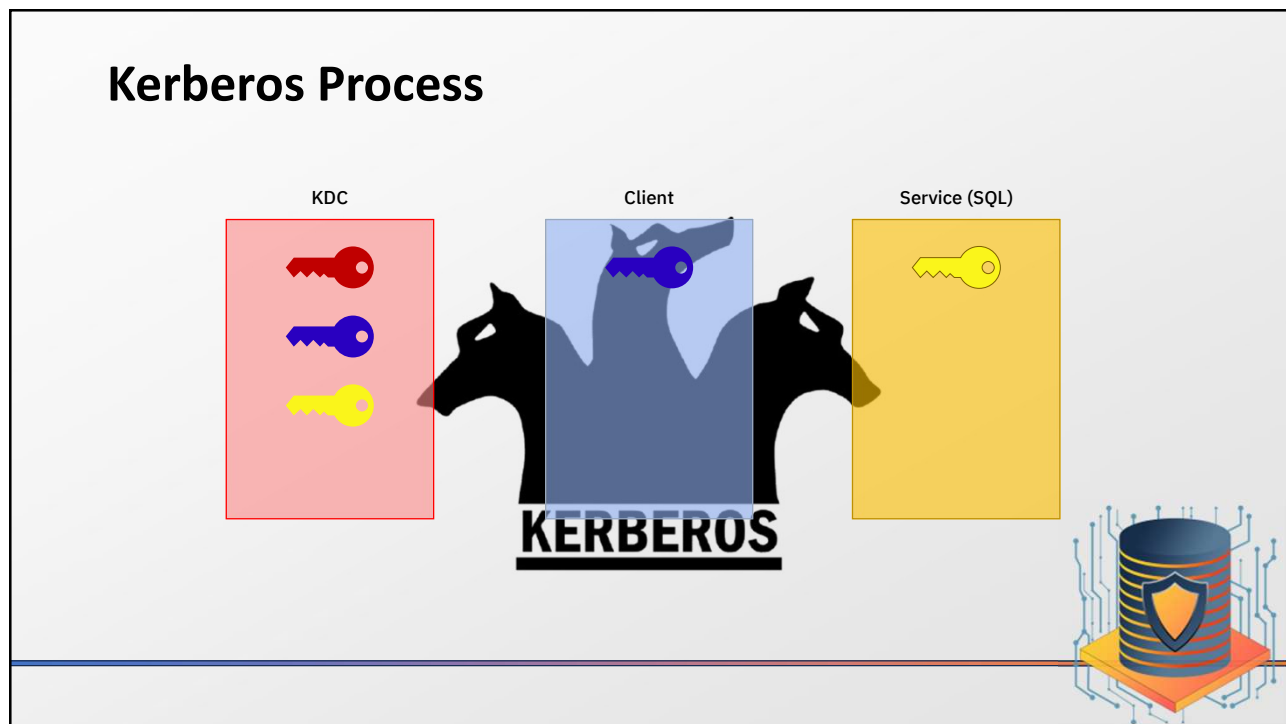 Kerberos Process
KDC
Client
Service (SQL)
KERBEROS